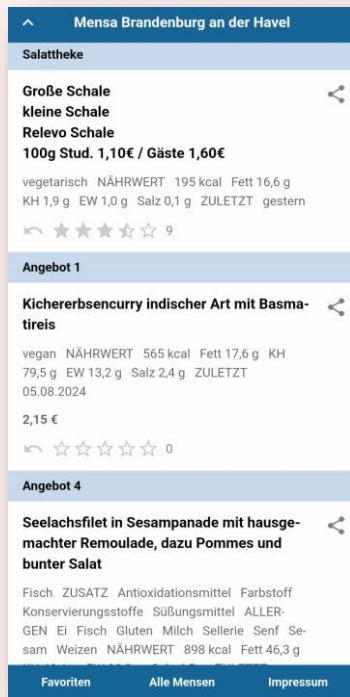 Mensa Brandenburg an der Havel
Salattheke
Große Schale
kleine Schale
Relevo Schale
100g Stud. 1,10€ / Gäste 1,60€
vegetarisch NÄHRWERT 195 kcal Fett 16,6 g
KH 1,9 g EW 1,0 g Salz 0,1 g ZULETZT gestern
9
Angebot 1
Kichererbsencurry indischer Art mit Basma-
tireis
vegan NÄHRWERT 565 kcal Fett 17,6 g KH
79,5 g EW 13,2 g Salz 2,4 g ZULETZT
05.08.2024
2,15 €
0
Angebot 4
Seelachsfilet in Sesampanade mit hausge-
machter Remoulade, dazu Pommes und
bunter Salat
Fisch ZUSATZ Antioxidationsmittel Farbstoff
Konservierungsstoffe Süßungsmittel ALLER-
GEN Ei Fisch Gluten Milch Sellerie Senf Se-
sam Weizen NÄHRWERT 898 kcal Fett 46,3 g
Favoriten Alle Mensen Impressum